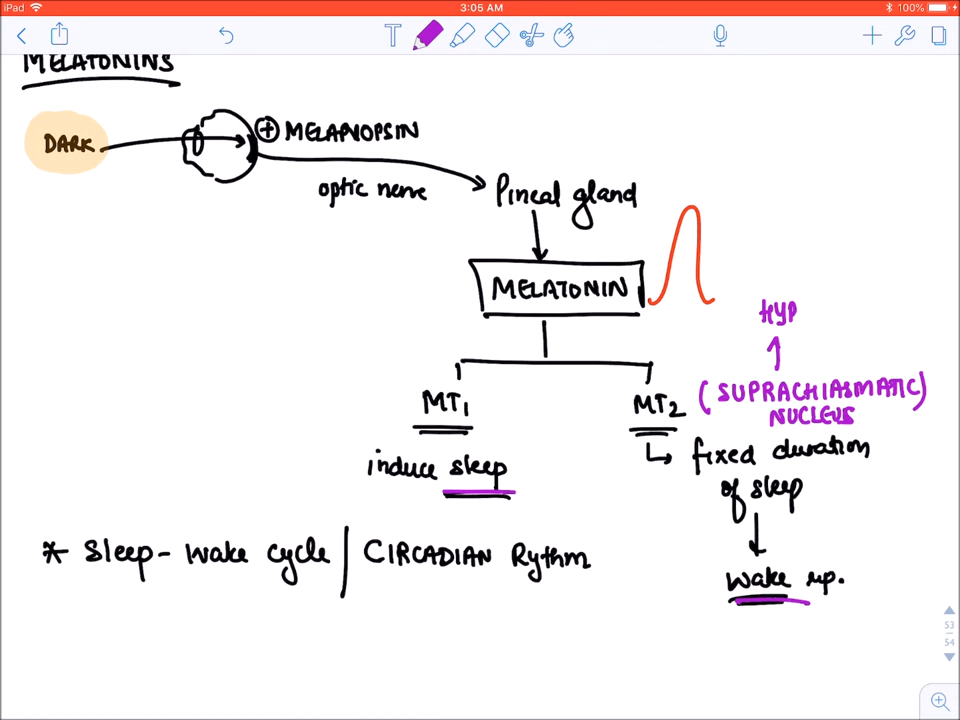 iPad
3:05 AM
100%
MELATONINS
DARK
⊕ MELANOPSIN
optic nerve
Pineal gland
MELATONIN
HYP
MT1
MT2
(SUPRACHIASMATIC)
NUCLEUS
induce sleep
fixed duration
of sleep
wake up.
* Sleep - wake cycle | CIRCADIAN Rythm
53
54